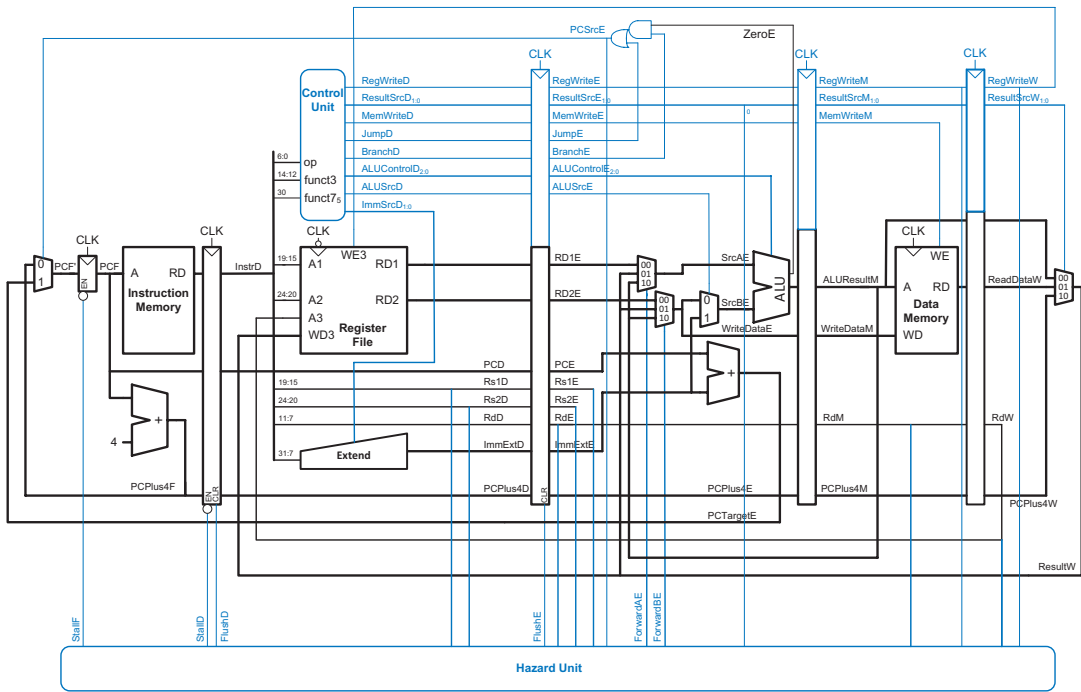 PCSrcE
ZeroE
CLK
CLK
CLK
Control
Unit
RegWriteD
RegWriteE
RegWriteM
RegWriteW
ResultSrcD1:0
ResultSrcE1:0
0
ResultSrcM1:0
ResultSrcW1:0
MemWriteD
MemWriteE
MemWriteM
JumpD
JumpE
BranchD
BranchE
6:0
op
14:12
funct3
30
funct75
ALUControlD2:0
ALUControlE2:0
ALUSrcD
ALUSrcE
ImmSrcD1:0
CLK
CLK
CLK
CLK
0
1
PCF'
PCF
EN
A
RD
Instruction
Memory
InstrD
19:15
A1
WE3
RD1
24:20
A2
RD2
A3
WD3
Register
File
RD1E
RD2E
00
01
10
00
01
10
0
1
SrcAE
SrcBE
ALU
WriteDataE
ALUResultM
WriteDataM
WE
A
RD
Data
Memory
WD
ReadDataW
00
01
10
PCD
PCE
+
19:15
Rs1D
Rs1E
24:20
Rs2D
Rs2E
11:7
RdD
RdE
RdM
RdW
+
4
31:7
Extend
ImmExtD
ImmExtE
PCPlus4F
PCPlus4D
PCPlus4E
PCPlus4M
PCPlus4W
EN
CLR
CLR
PCTargetE
ResultW
StallF
StallD
FlushD
FlushE
ForwardAE
ForwardBE
Hazard Unit